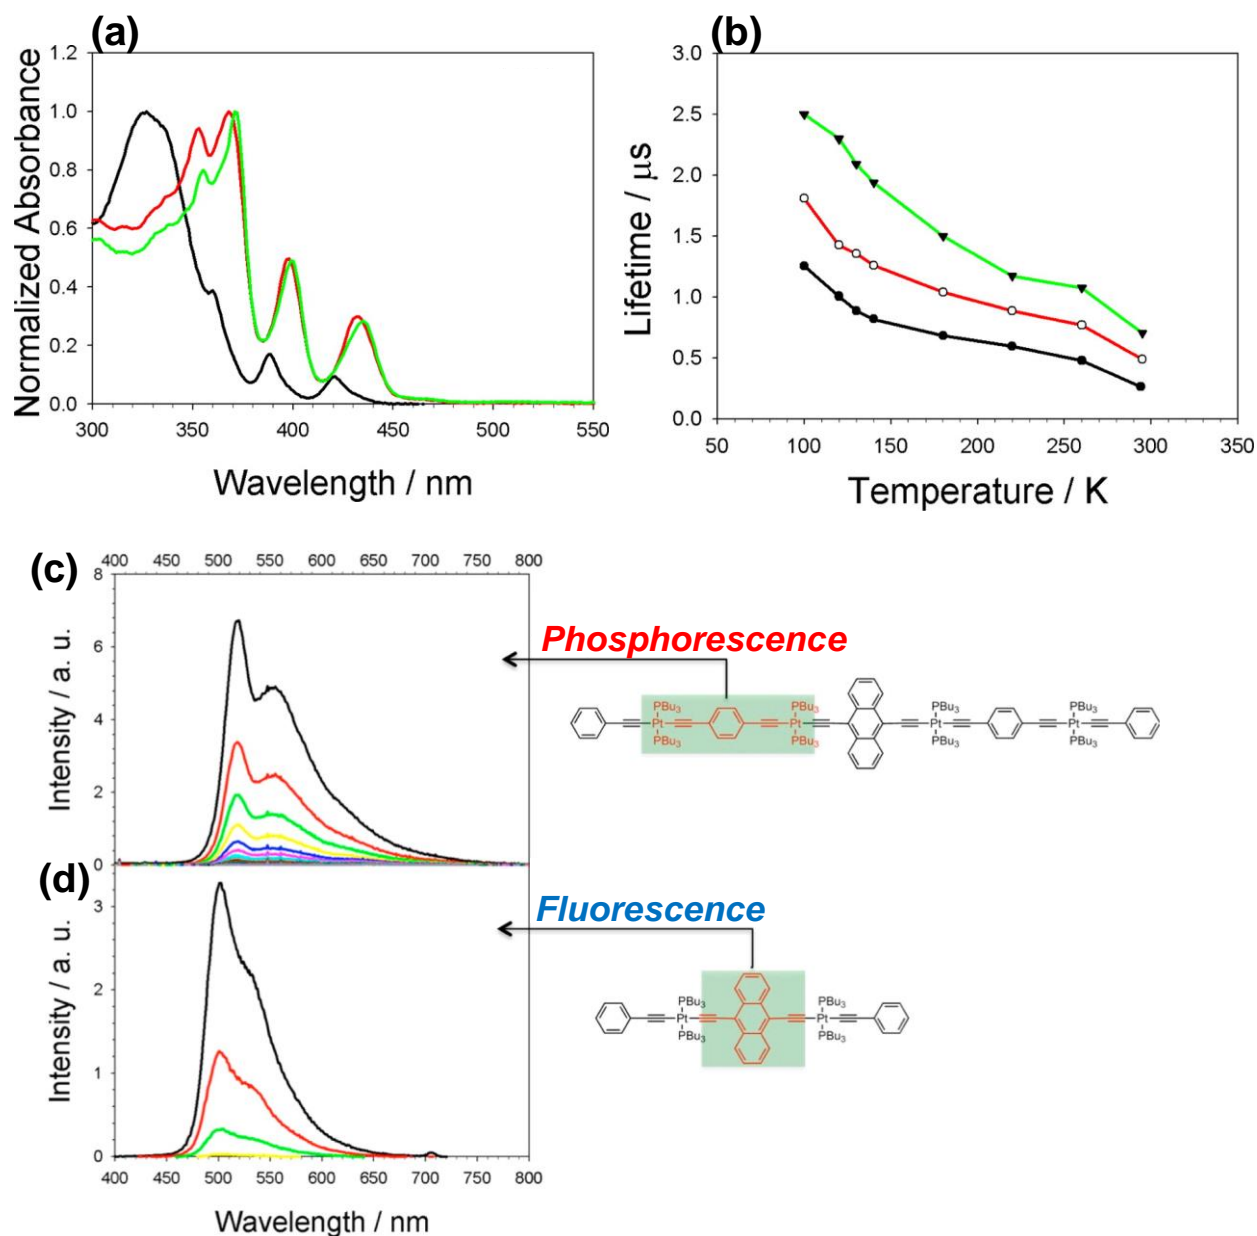 (a)
1.2
1.0
0.8
0.6
0.4
0.2
0.0
Normalized Absorbance
300 350 400 450 500 550
Wavelength / nm
(b)
3.0
2.5
2.0
1.5
1.0
0.5
0.0
Lifetime / μs
50 100 150 200 250 300 350
Temperature / K
(c)
400 450 500 550 600 650 700 750 800
8
6
4
2
0
Intensity / a. u.
Phosphorescence
PBu3 PBu3 PBu3 PBu3
Pt Pt Pt Pt
PBu3 PBu3 PBu3 PBu3
(d)
3
2
1
0
Intensity / a. u.
400 450 500 550 600 650 700 750 800
Wavelength / nm
Fluorescence
PBu3 PBu3
Pt Pt
PBu3 PBu3